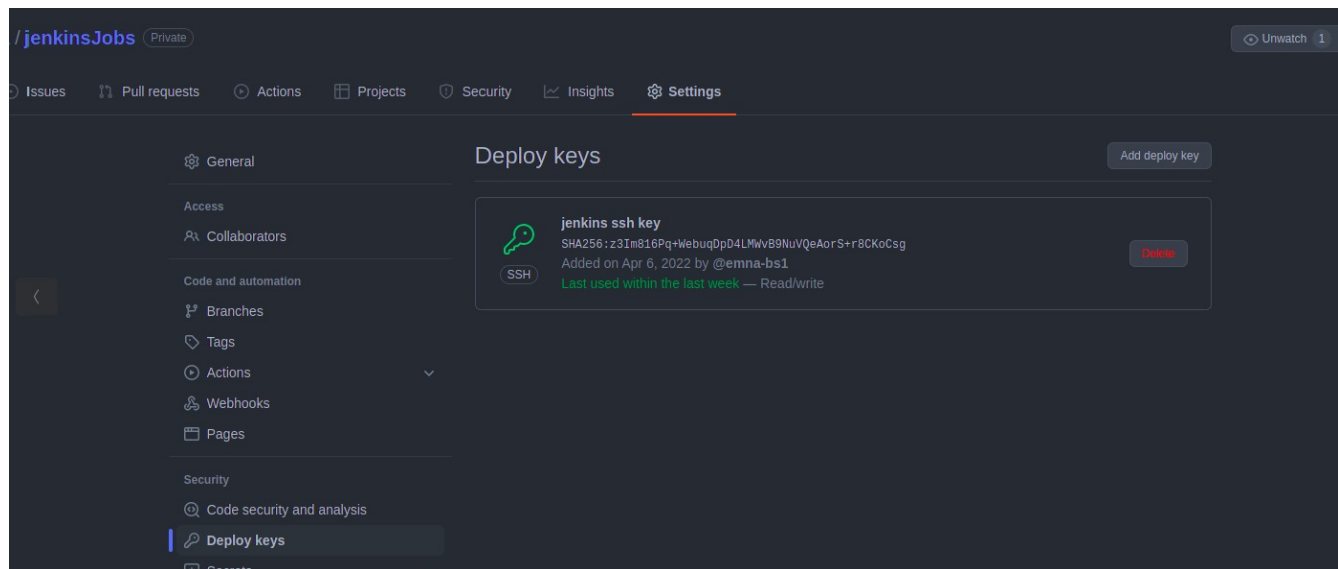 / jenkinsJobs Private
Unwatch 1
Issues Pull requests Actions Projects Security Insights Settings
General
Access
Collaborators
Code and automation
Branches
Tags
Actions
Webhooks
Pages
Security
Code security and analysis
Deploy keys
Secrets
Deploy keys
Add deploy key
jenkins ssh key
SHA256:z3Im816Pq+WebuqDpD4LMWvB9NuVQeAorS+r8CKoCsg
Added on Apr 6, 2022 by @emna-bs1
Last used within the last week — Read/write
SSH
Delete